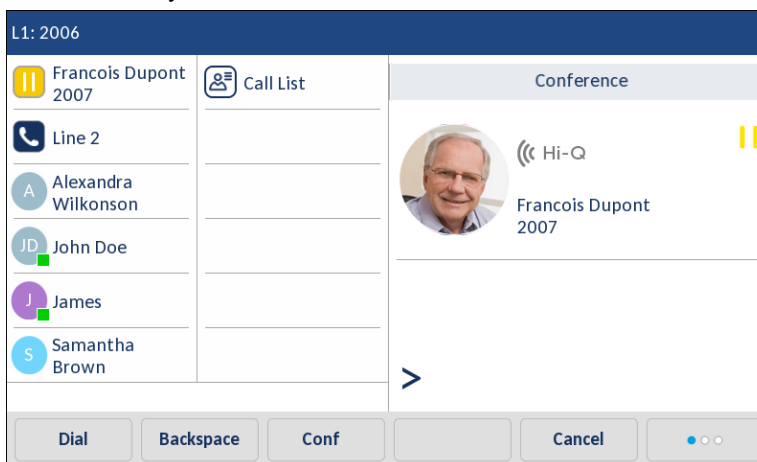 L1: 2006
Francois Dupont
2007
Line 2
A
Alexandra
Wilkonson
JD
John Doe
J
James
S
Samantha
Brown
Call List
Conference
Hi-Q
Francois Dupont
2007
>
Dial
Backspace
Conf
Cancel